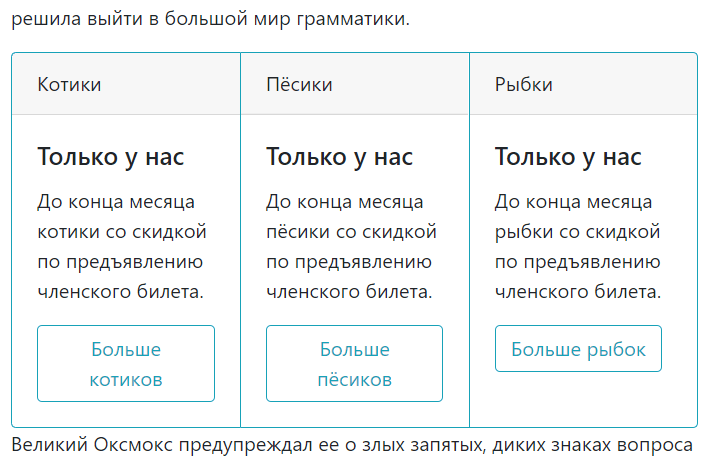 решила выйти в большой мир грамматики.
Котики
Пёсики
Рыбки
Только у нас
До конца месяца
котики со скидкой
по предъявлению
членского билета.
Больше
котиков
Только у нас
До конца месяца
пёсики со скидкой
по предъявлению
членского билета.
Больше
пёсиков
Только у нас
До конца месяца
рыбки со скидкой
по предъявлению
членского билета.
Больше рыбок
Великий Оксмокс предупреждал ее о злых запятых, диких знаках вопроса